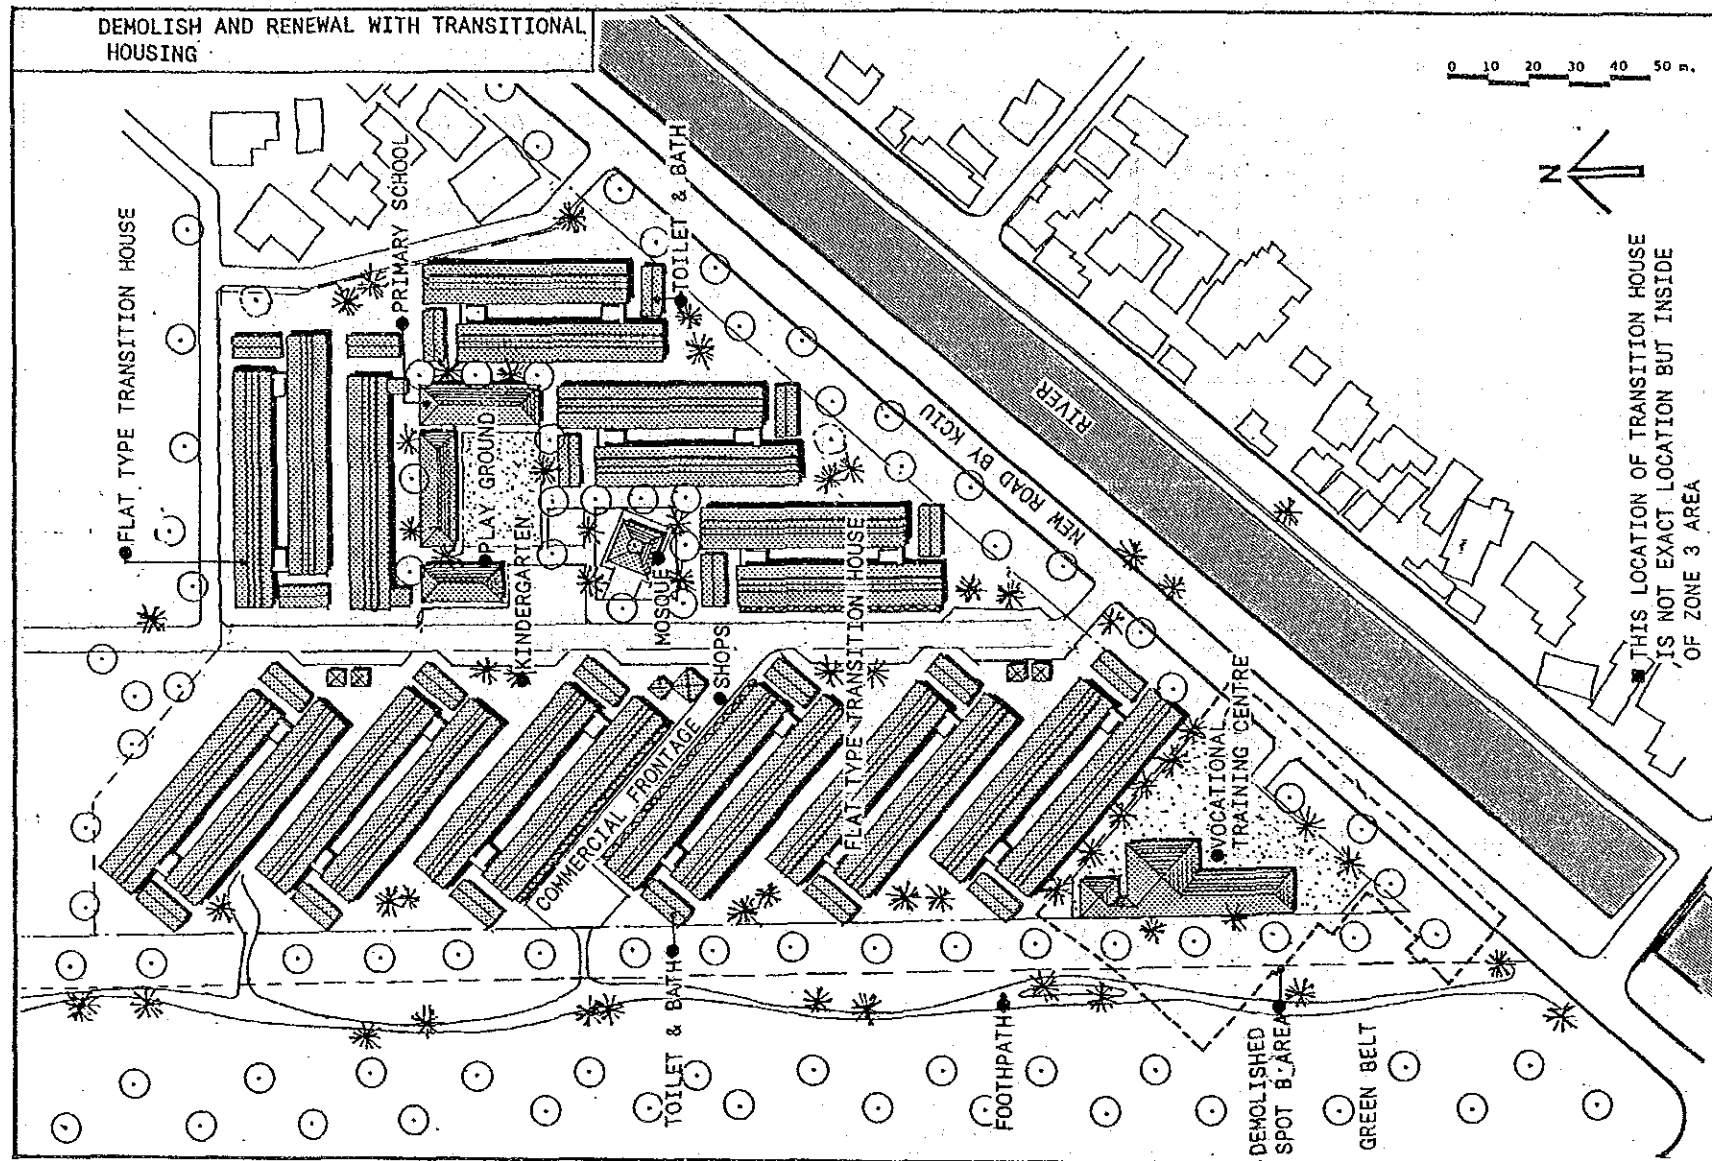 DEMOLISH AND RENEWAL WITH TRANSITIONAL
HOUSING
0 10 20 30 40 50 m.
N
FLAT TYPE TRANSITION HOUSE
PRIMARY SCHOOL
TOILET & BATH
PLAY GROUND
KINDERGARTEN
MOSQUE
SHOPS
FLAT TYPE TRANSITION HOUSE
COMMERCIAL FRONTAGE
NEW ROAD BY KCIU
RIVER
VOCATIONAL
TRAINING CENTRE
TOILET & BATH
FOOTHPATH
DEMOLISHED
SPOT B AREA
GREEN BELT
THIS LOCATION OF TRANSITION HOUSE
IS NOT EXACT LOCATION BUT INSIDE
OF ZONE 3 AREA